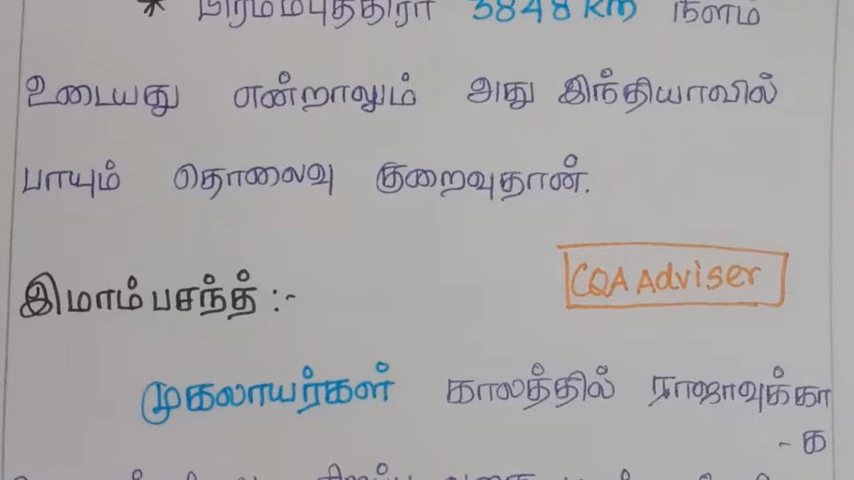 * பிரம்மபுத்திரா 3848 km நீளம்
உடையது என்றாலும் அது இந்தியாவில்
பாயும் தொலைவு குறைவுதான்.
இமாம்பசந்த் :-
CQA Adviser
முகலாயர்கள் காலத்தில் ராஜாவுக்கா
- க